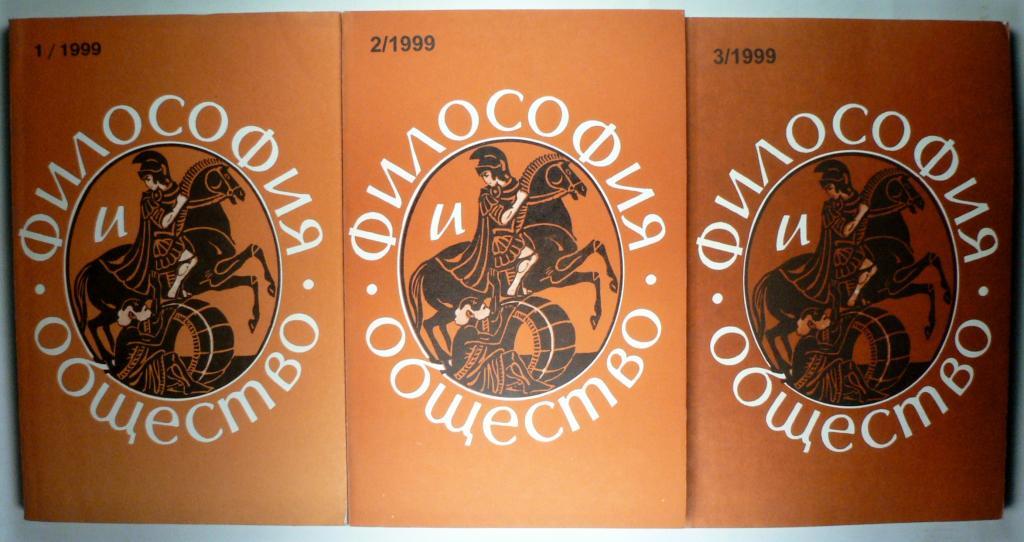 1 / 1999
ФИЛОСОФИЯ
и
• ОБЩЕСТВО •
2/1999
ФИЛОСОФИЯ
и
• ОБЩЕСТВО •
3/1999
ФИЛОСОФИЯ
и
• ОБЩЕСТВО •